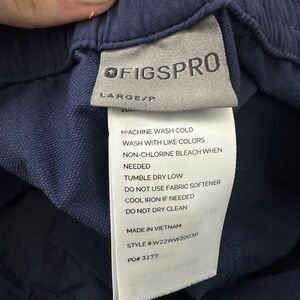 FIGSPRO
LARGE/P
MACHINE WASH COLD
WASH WITH LIKE COLORS
NON-CHLORINE BLEACH WHEN
NEEDED
TUMBLE DRY LOW
DO NOT USE FABRIC SOFTENER
COOL IRON IF NEEDED
DO NOT DRY CLEAN
MADE IN VIETNAM
STYLE #:W22WW2003P
PO# 3177